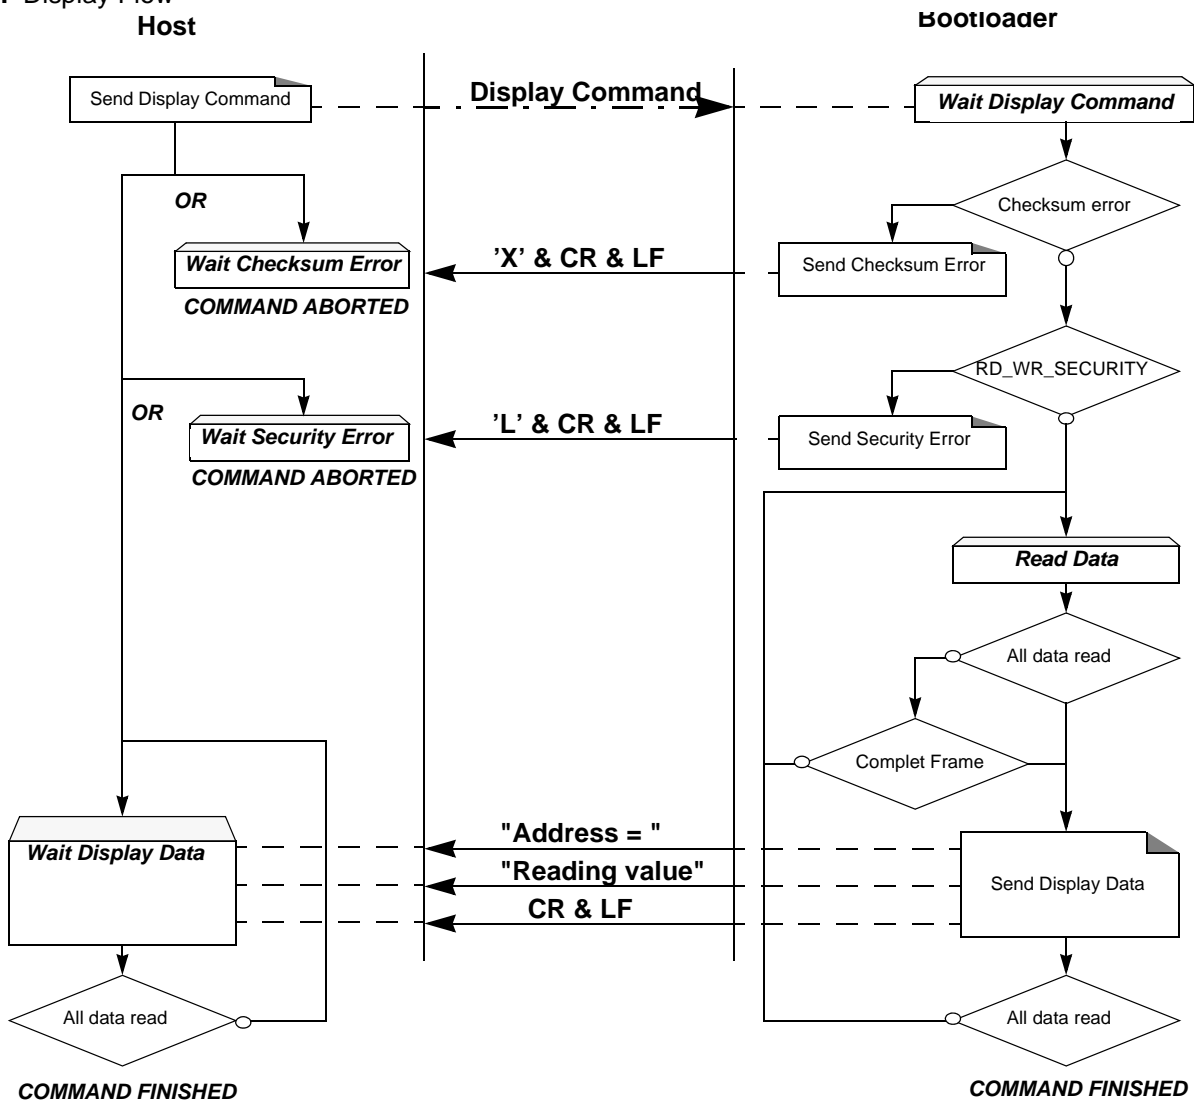 Display Flow
Host
Bootloader
Send Display Command
Display Command
Wait Display Command
OR
Checksum error
Wait Checksum Error
’X’ & CR & LF
Send Checksum Error
COMMAND ABORTED
RD_WR_SECURITY
OR
Wait Security Error
’L’ & CR & LF
Send Security Error
COMMAND ABORTED
Read Data
All data read
Complet Frame
"Address = "
Wait Display Data
"Reading value"
Send Display Data
CR & LF
All data read
All data read
COMMAND FINISHED
COMMAND FINISHED